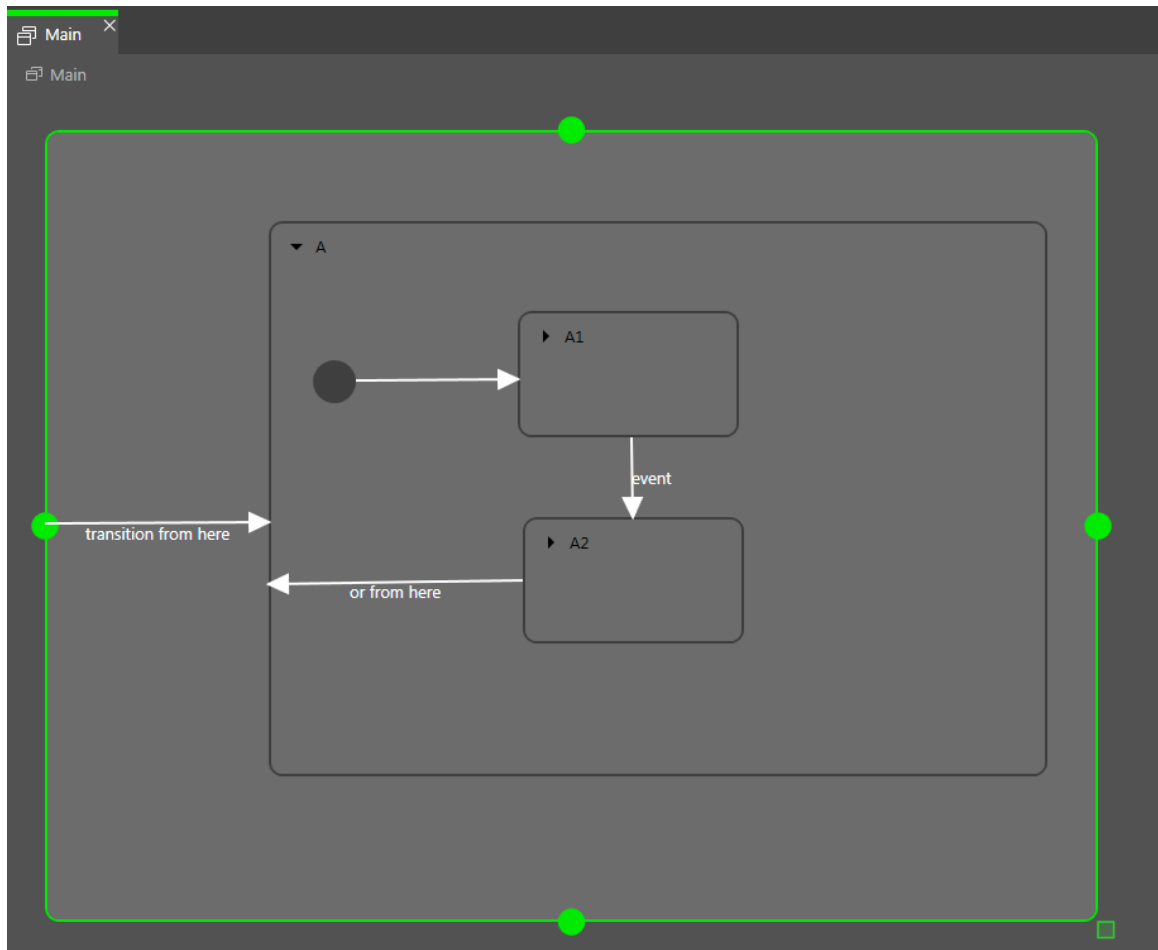 Main
Main
A
A1
event
transition from here
A2
or from here